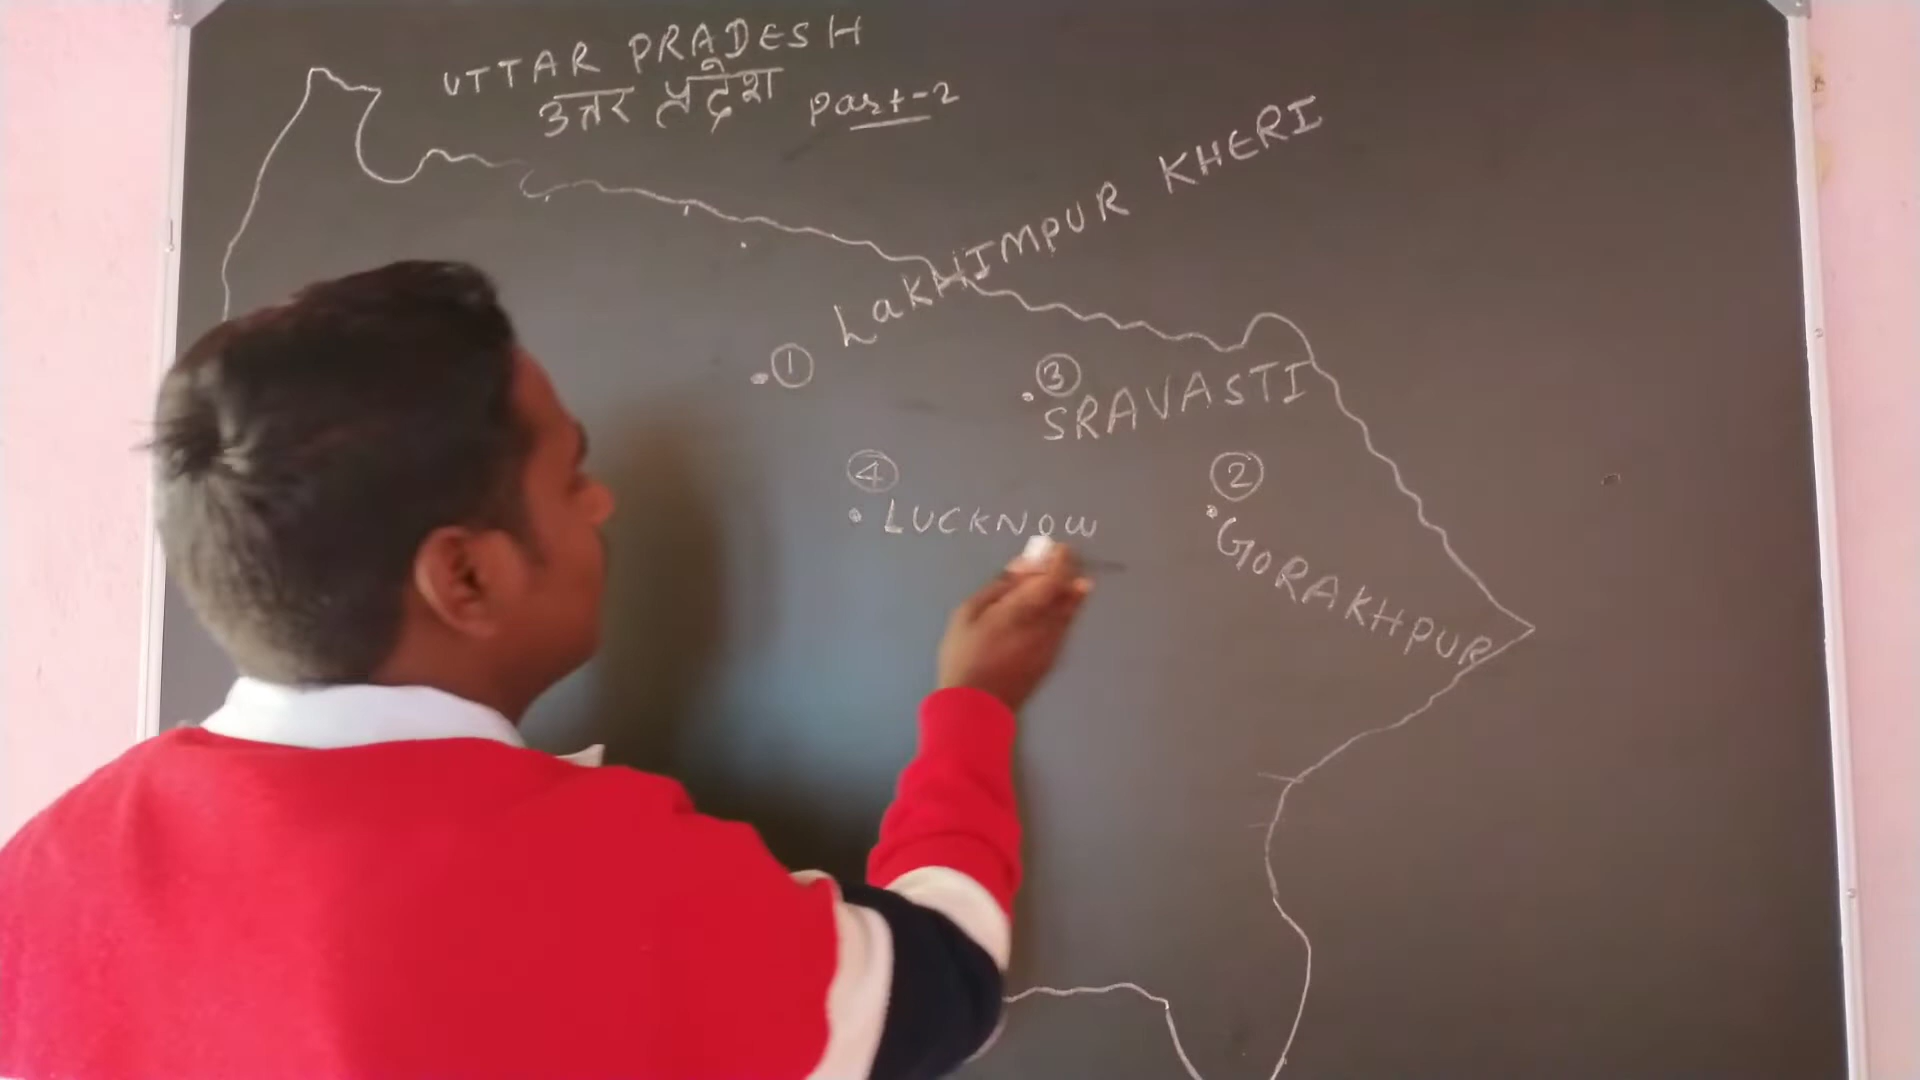 UTTAR PRADESH
उत्तर प्रदेश Part-2
LaKHIMPUR KHERI
①
③
SRAVASTI
④
②
LUCKNOW
GORAKHPUR